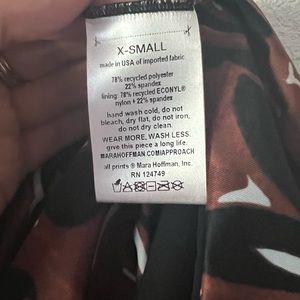 X-SMALL
made in USA of imported fabric
78% recycled polyester
22% spandex
lining: 78% recycled ECONYL®
nylon + 22% spandex
hand wash cold, do not
bleach, dry flat, do not iron,
do not dry clean.
WEAR MORE, WASH LESS
give this piece a long life.
MARAHOFFMAN.COM/APPROACH
all prints ® Mara Hoffman, Inc.
RN 124749